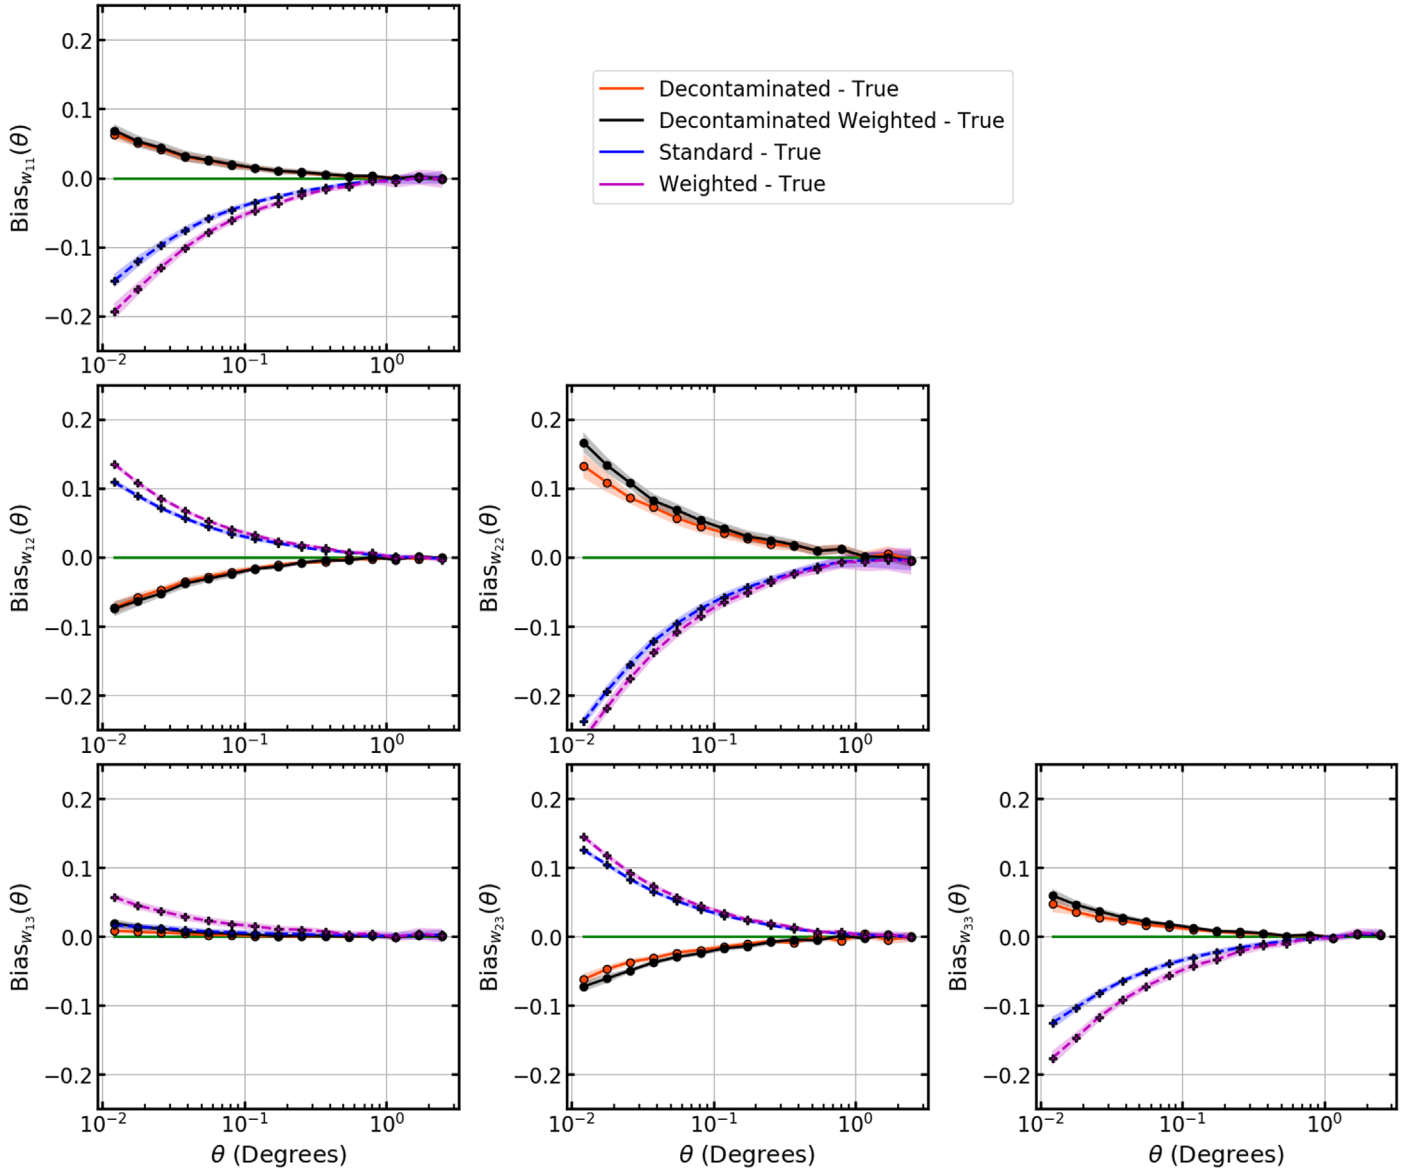 Bias_{w_{11}}(θ)
0.2
0.1
0.0
−0.1
−0.2
10^{−2} 10^{−1} 10^{0}
Decontaminated - True
Decontaminated Weighted - True
Standard - True
Weighted - True
Bias_{w_{12}}(θ)
0.2
0.1
0.0
−0.1
−0.2
10^{−2} 10^{−1} 10^{0}
Bias_{w_{22}}(θ)
0.2
0.1
0.0
−0.1
−0.2
10^{−2} 10^{−1} 10^{0}
Bias_{w_{13}}(θ)
0.2
0.1
0.0
−0.1
−0.2
10^{−2} 10^{−1} 10^{0}
θ (Degrees)
Bias_{w_{23}}(θ)
0.2
0.1
0.0
−0.1
−0.2
10^{−2} 10^{−1} 10^{0}
θ (Degrees)
Bias_{w_{33}}(θ)
0.2
0.1
0.0
−0.1
−0.2
10^{−2} 10^{−1} 10^{0}
θ (Degrees)